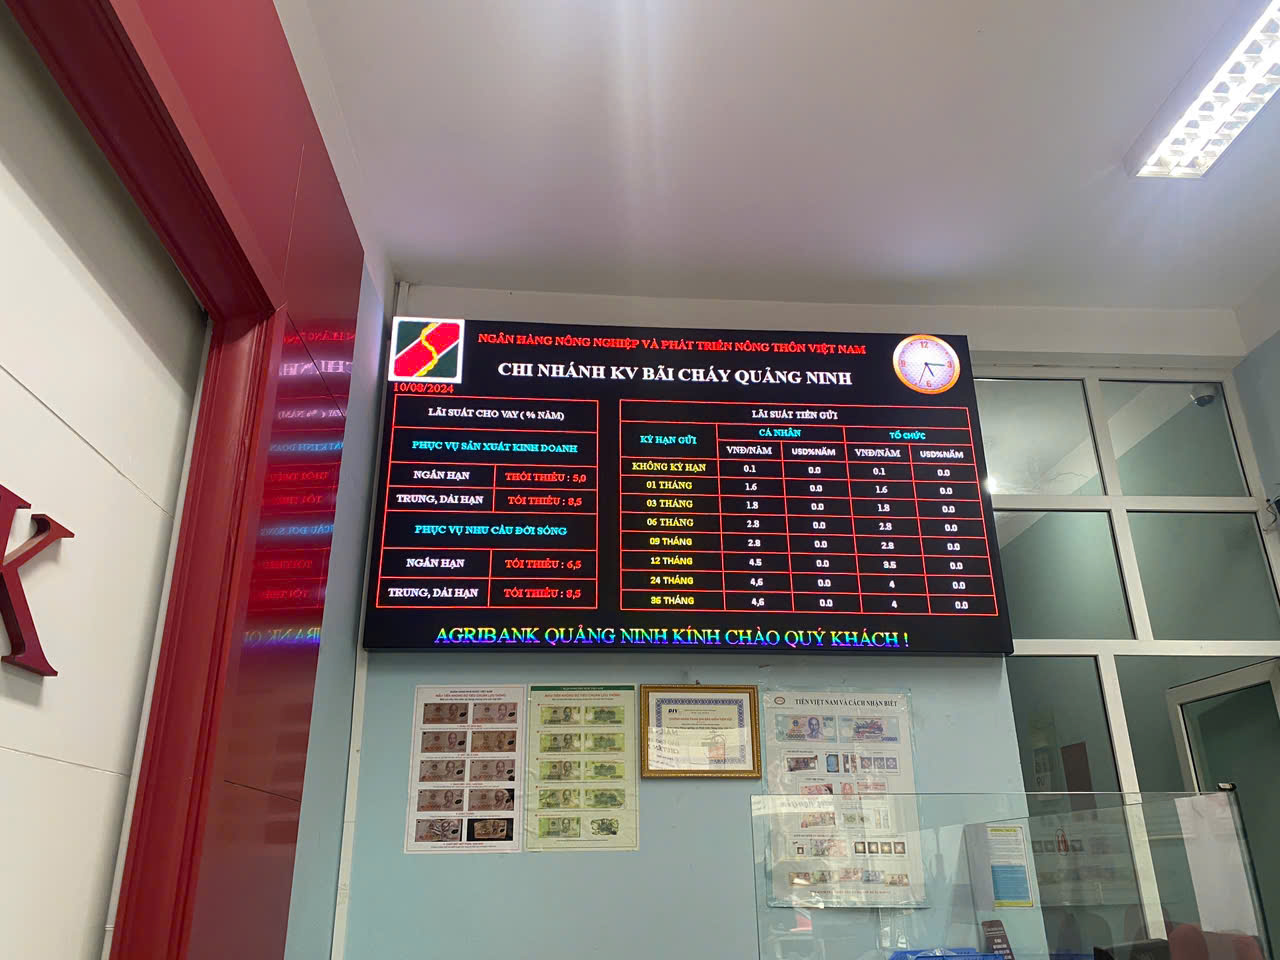 NGÂN HÀNG NÔNG NGHIỆP VÀ PHÁT TRIỂN NÔNG THÔN VIỆT NAM
CHI NHÁNH KV BÃI CHÁY QUẢNG NINH
10/08/2024
LÃI SUẤT CHO VAY ( % NĂM)
PHỤC VỤ SẢN XUẤT KINH DOANH
NGẮN HẠN THỐI THIỂU : 5,0
TRUNG, DÀI HẠN TỐI THIỂU : 8,5
PHỤC VỤ NHU CẦU ĐỜI SỐNG
NGẮN HẠN TỐI THIỂU : 6,5
TRUNG, DÀI HẠN TỐI THIỂU : 8,5
LÃI SUẤT TIỀN GỬI
KỲ HẠN GỬI CÁ NHÂN TỔ CHỨC
VNĐ/NĂM USD%NĂM VNĐ/NĂM USD%NĂM
KHÔNG KỲ HẠN 0.1 0.0 0.1 0.0
01 THÁNG 1.6 0.0 1.6 0.0
03 THÁNG 1.8 0.0 1.8 0.0
06 THÁNG 2.8 0.0 2.8 0.0
09 THÁNG 2.8 0.0 2.8 0.0
12 THÁNG 4.5 0.0 3.5 0.0
24 THÁNG 4,6 0.0 4 0.0
36 THÁNG 4,6 0.0 4 0.0
AGRIBANK QUẢNG NINH KÍNH CHÀO QUÝ KHÁCH !
12
3
6
9
K
TIỀN VIỆT NAM VÀ CÁCH NHẬN BIẾT